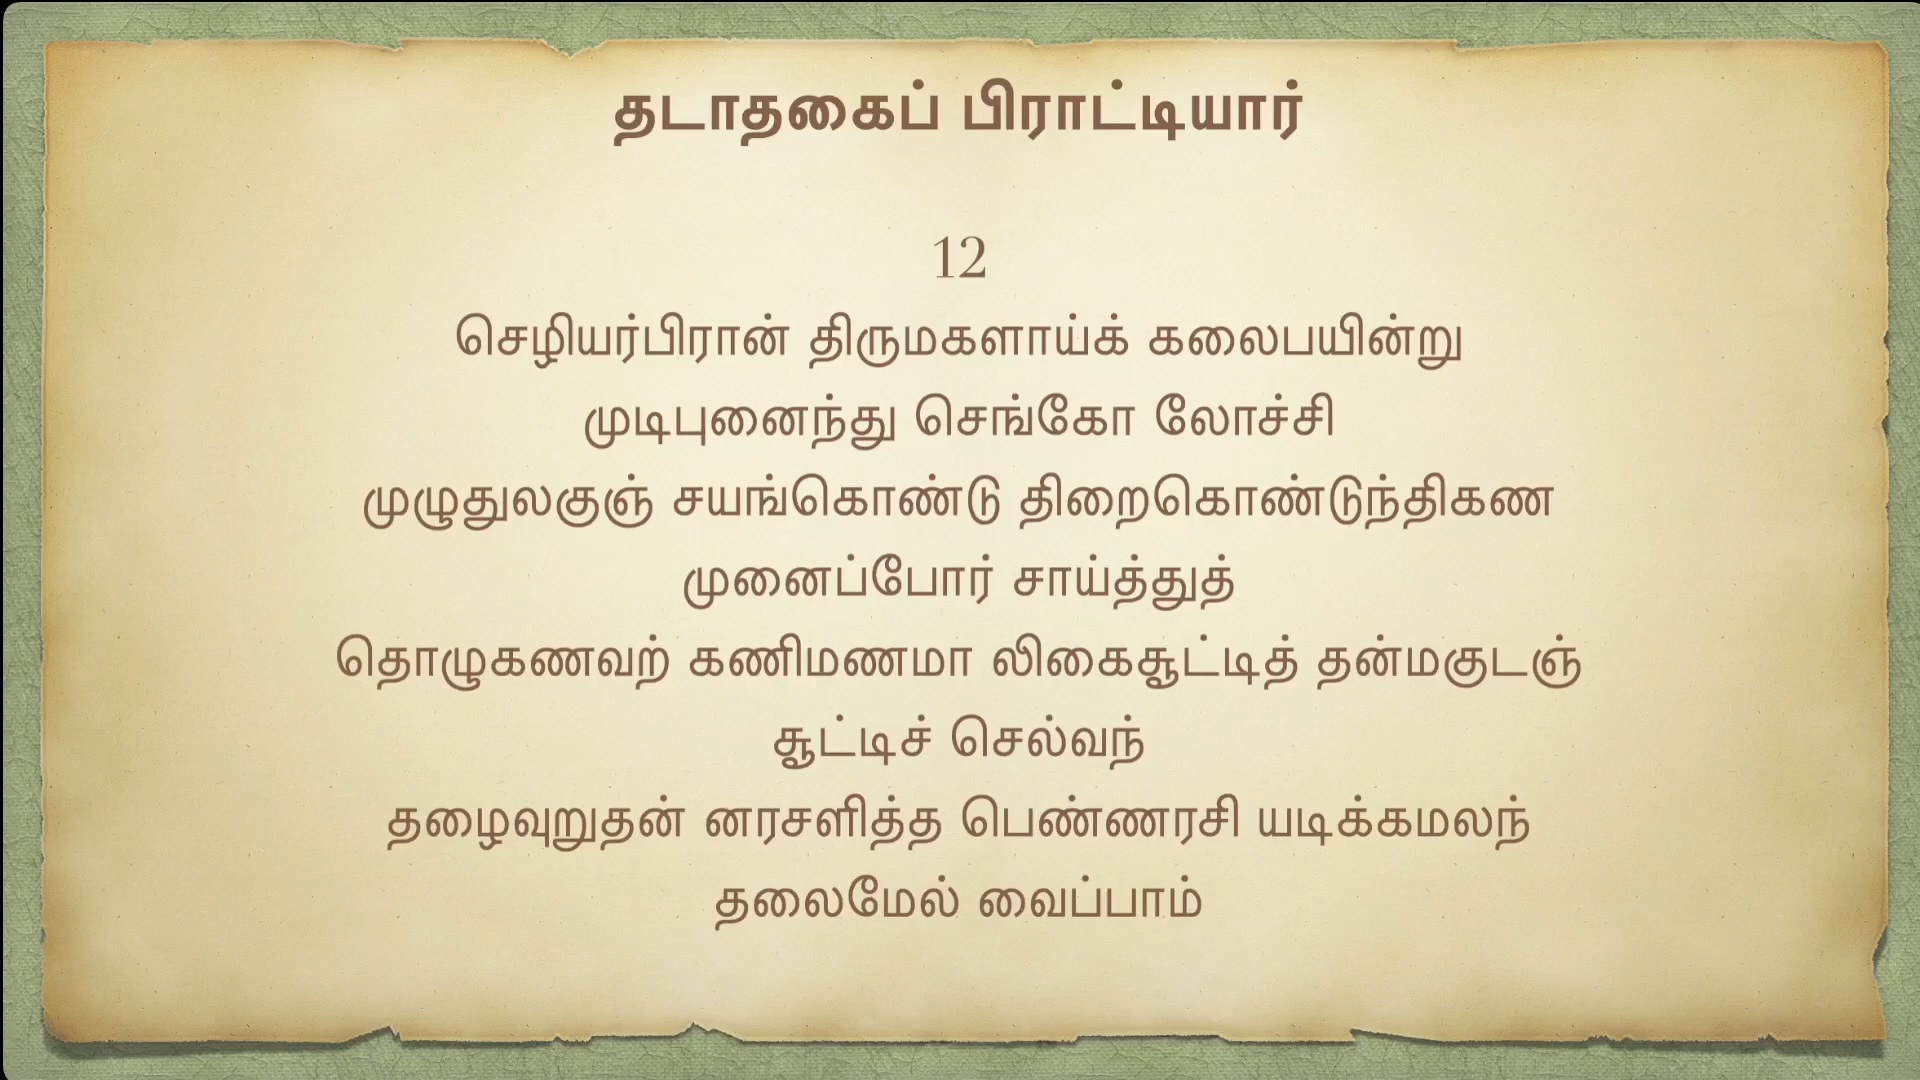 தடாதகைப் பிராட்டியார்
12
செழியர்பிரான் திருமகளாய்க் கலைபயின்று
முடிபுனைந்து செங்கோ லோச்சி
முழுதுலகுஞ் சயங்கொண்டு திறைகொண்டுந்திகண
முனைப்போர் சாய்த்துத்
தொழுகணவற் கணிமணமா லிகைசூட்டித் தன்மகுடஞ்
சூட்டிச் செல்வந்
தழைவுறுதன் னரசளித்த பெண்ணரசி யடிக்கமலந்
தலைமேல் வைப்பாம்